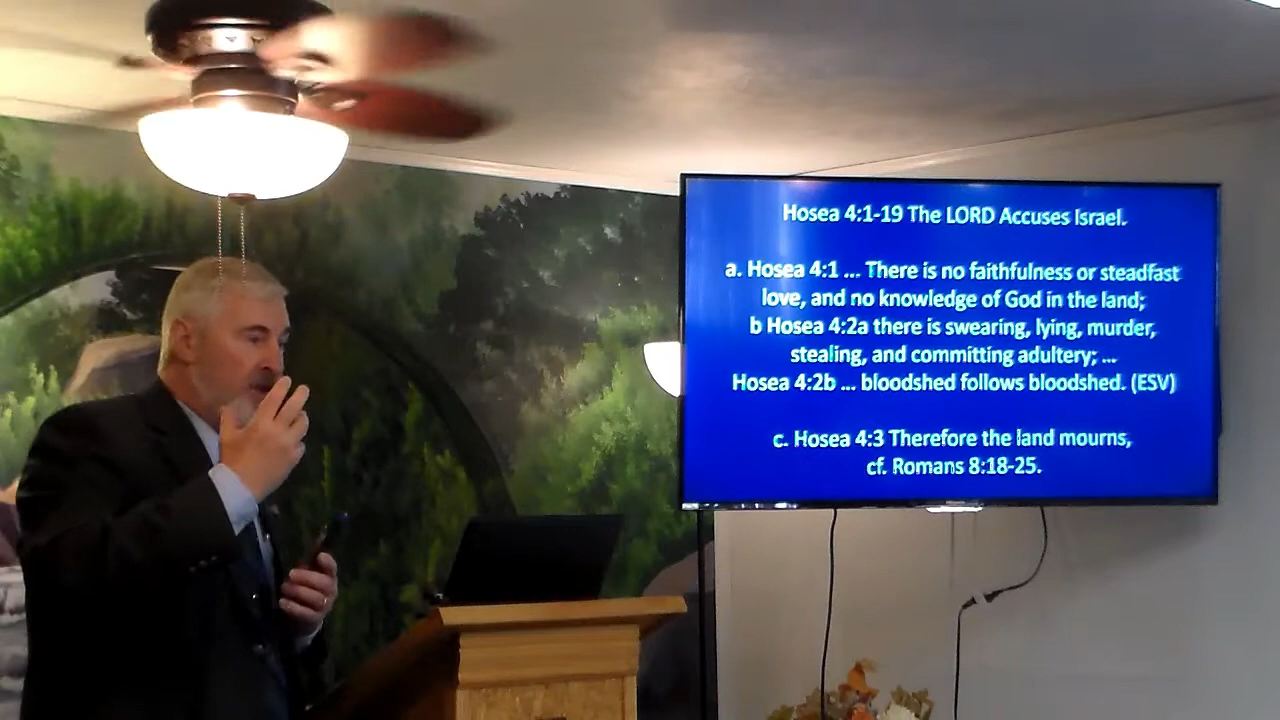 Hosea 4:1-19 The LORD Accuses Israel.
a. Hosea 4:1 ... There is no faithfulness or steadfast
love, and no knowledge of God in the land;
b Hosea 4:2a there is swearing, lying, murder,
stealing, and committing adultery; ...
Hosea 4:2b ... bloodshed follows bloodshed. (ESV)
c. Hosea 4:3 Therefore the land mourns,
cf. Romans 8:18-25.